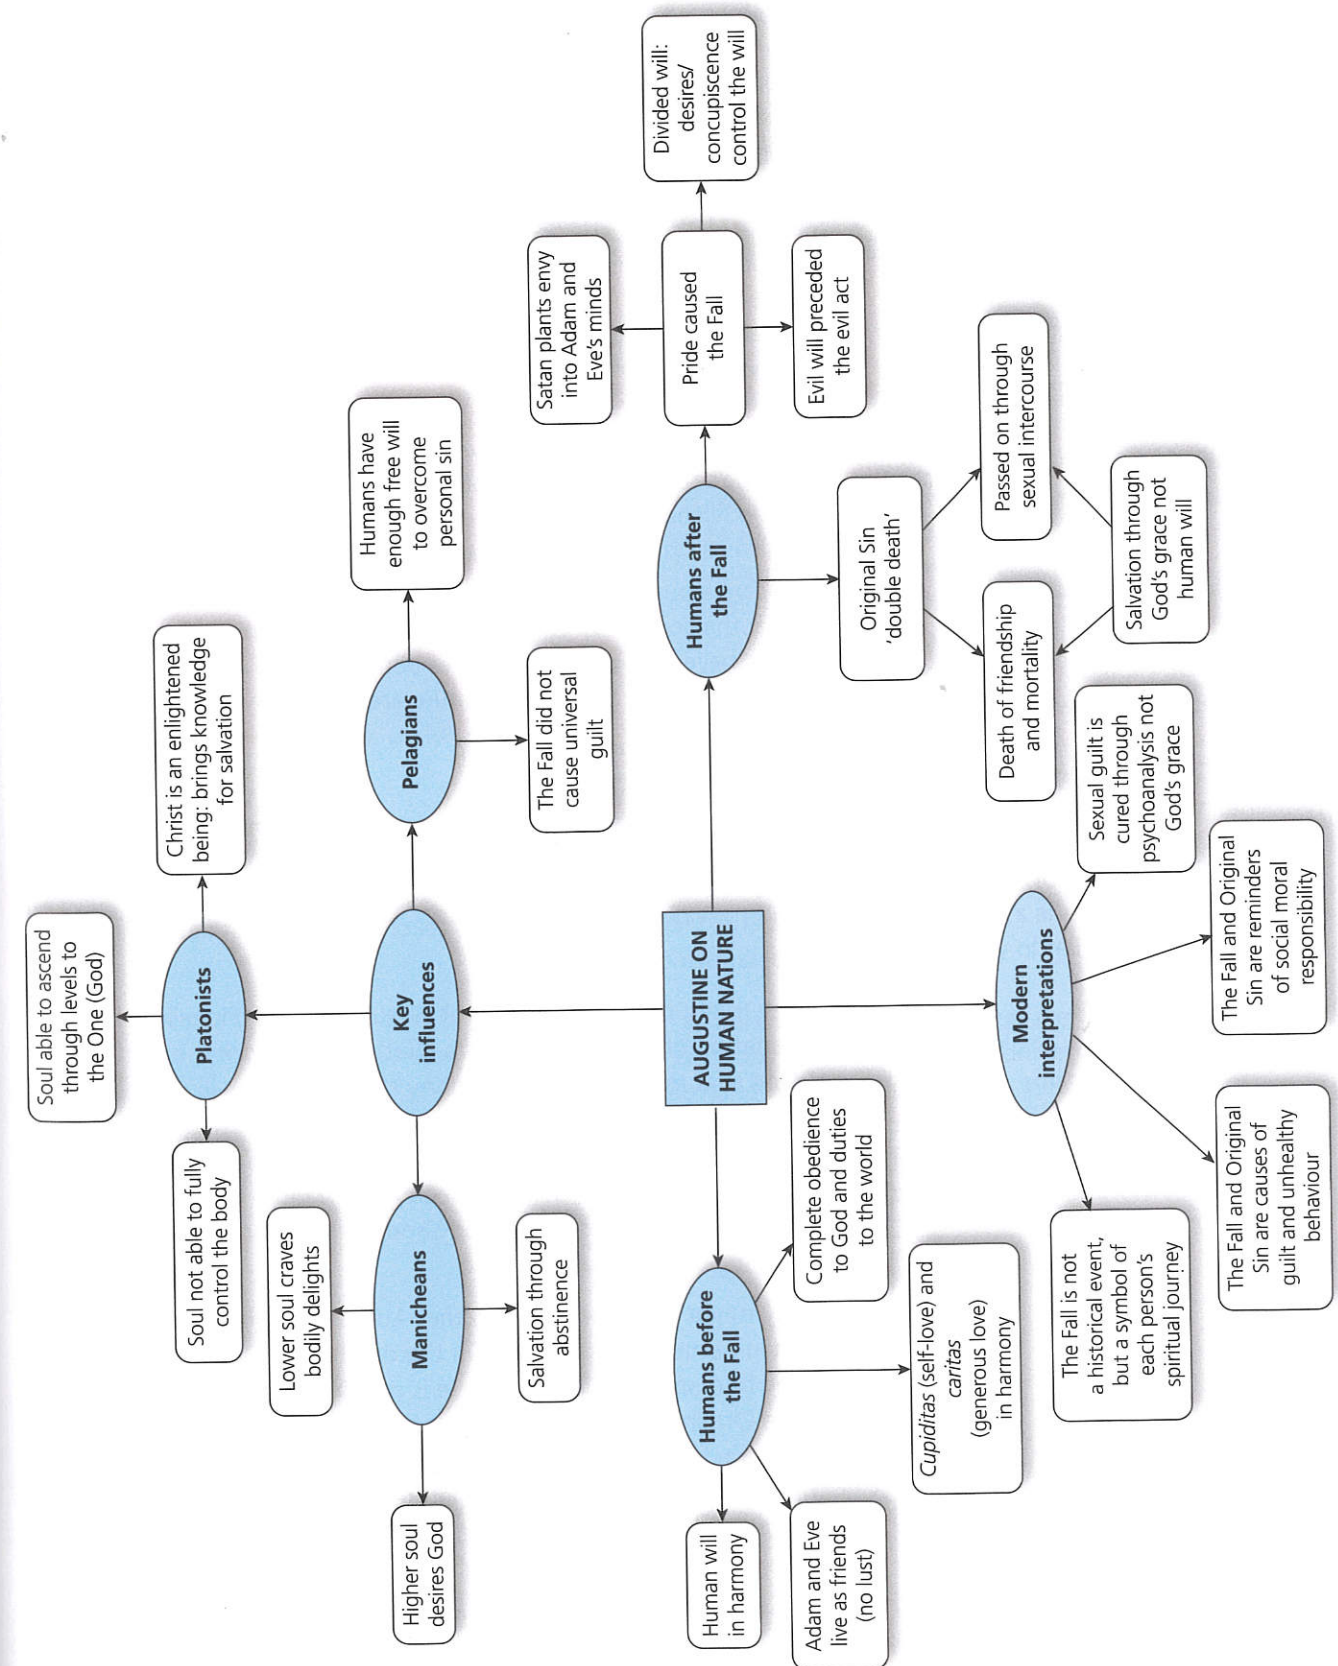 Soul able to ascend
through levels to
the One (God)
Soul not able to fully
control the body
Platonists
Christ is an enlightened
being: brings knowledge
for salvation
Lower soul craves
bodily delights
Higher soul
desires God
Manicheans
Salvation through
abstinence
Key
influences
Pelagians
Humans have
enough free will
to overcome
personal sin
The Fall did not
cause universal
guilt
AUGUSTINE ON
HUMAN NATURE
Humans before
the Fall
Human will
in harmony
Adam and Eve
live as friends
(no lust)
Cupiditas (self-love) and
caritas
(generous love)
in harmony
Complete obedience
to God and duties
to the world
Humans after
the Fall
Satan plants envy
into Adam and
Eve's minds
Pride caused
the Fall
Divided will:
desires/
concupiscence
control the will
Evil will preceded
the evil act
Original Sin
‘double death’
Death of friendship
and mortality
Passed on through
sexual intercourse
Salvation through
God's grace not
human will
Modern
interpretations
The Fall is not
a historical event,
but a symbol of
each person's
spiritual journey
The Fall and Original
Sin are causes of
guilt and unhealthy
behaviour
The Fall and Original
Sin are reminders
of social moral
responsibility
Sexual guilt is
cured through
psychoanalysis not
God's grace